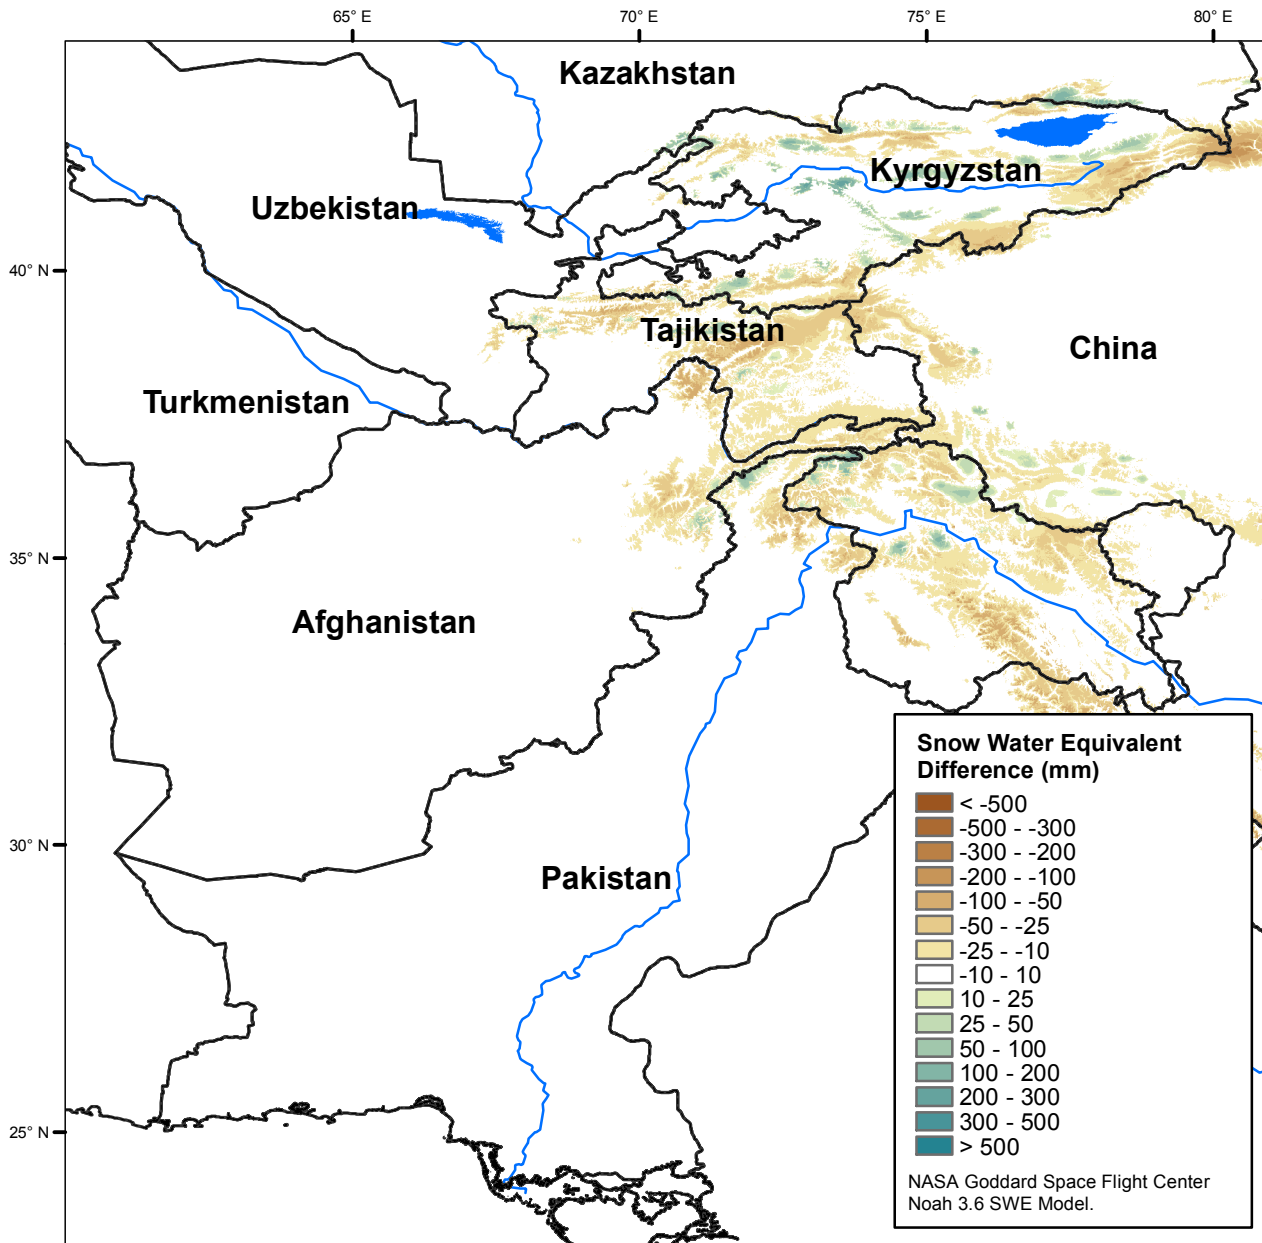 65° E
70° E
75° E
80° E
Kazakhstan
Kyrgyzstan
Uzbekistan
40° N
Tajikistan
China
Turkmenistan
35° N
Afghanistan
30° N
Pakistan
25° N
Snow Water Equivalent
Difference (mm)
< -500
-500 - -300
-300 - -200
-200 - -100
-100 - -50
-50 - -25
-25 - -10
-10 - 10
10 - 25
25 - 50
50 - 100
100 - 200
200 - 300
300 - 500
> 500
NASA Goddard Space Flight Center
Noah 3.6 SWE Model.